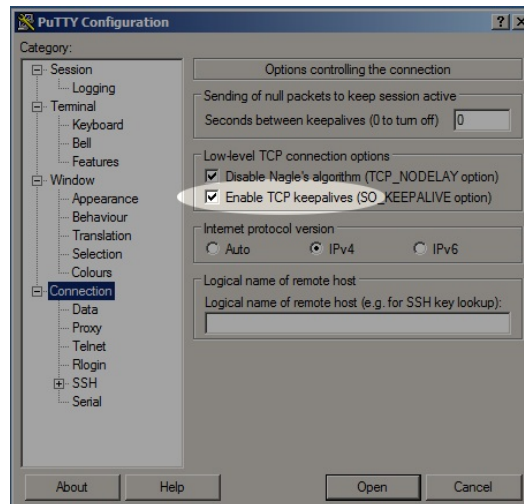 PuTTY Configuration
Category:
Session
Logging
Terminal
Keyboard
Bell
Features
Window
Appearance
Behaviour
Translation
Selection
Colours
Connection
Data
Proxy
Telnet
Rlogin
SSH
Serial
Options controlling the connection
Sending of null packets to keep session active
Seconds between keepalives (0 to turn off) 0
Low-level TCP connection options
Disable Nagle's algorithm (TCP_NODELAY option)
Enable TCP keepalives (SO_KEEPALIVE option)
Internet protocol version
Auto IPv4 IPv6
Logical name of remote host
Logical name of remote host (e.g. for SSH key lookup):
About Help Open Cancel